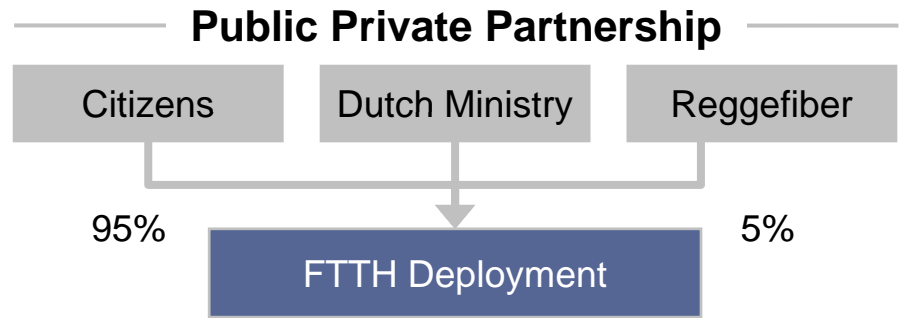 Public Private Partnership
Citizens Dutch Ministry Reggefiber
95% 5%
FTTH Deployment